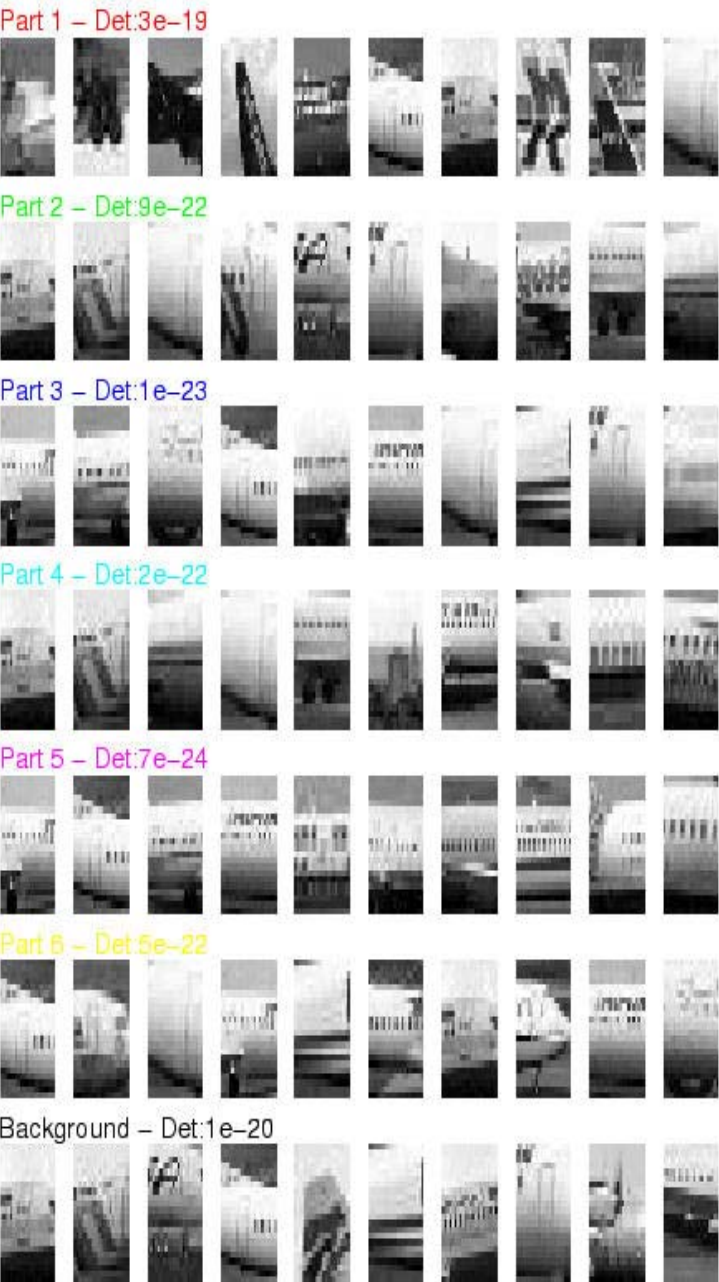 Part 1 – Det:3e–19
Part 2 – Det:9e–22
Part 3 – Det:1e–23
Part 4 – Det:2e–22
Part 5 – Det:7e–24
Part 6 – Det:5e–22
Background – Det:1e–20